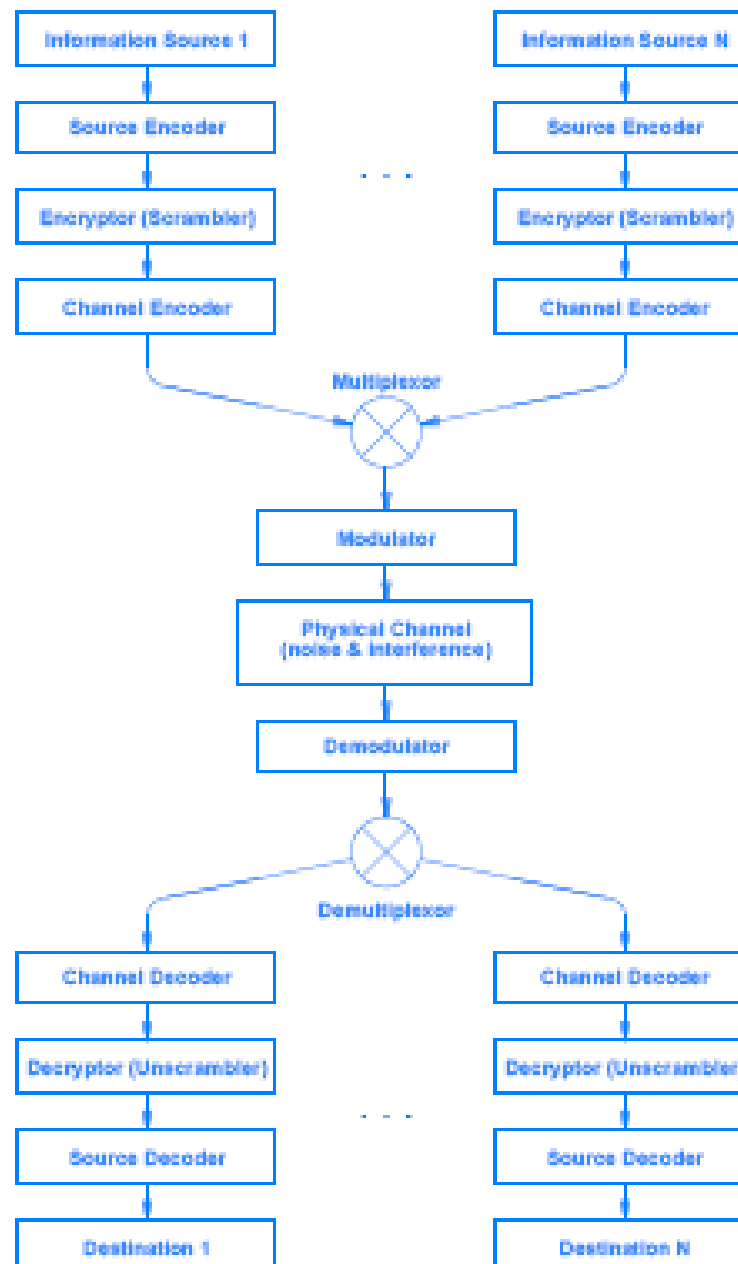 Information Source 1
Information Source N
Source Encoder
Source Encoder
. . .
Encryptor (Scrambler)
Encryptor (Scrambler)
Channel Encoder
Channel Encoder
Multiplexor
Modulator
Physical Channel
(noise & interference)
Demodulator
Demultiplexor
Channel Decoder
Channel Decoder
Decryptor (Unscrambler)
Decryptor (Unscrambler
. . .
Source Decoder
Source Decoder
Destination 1
Destination N